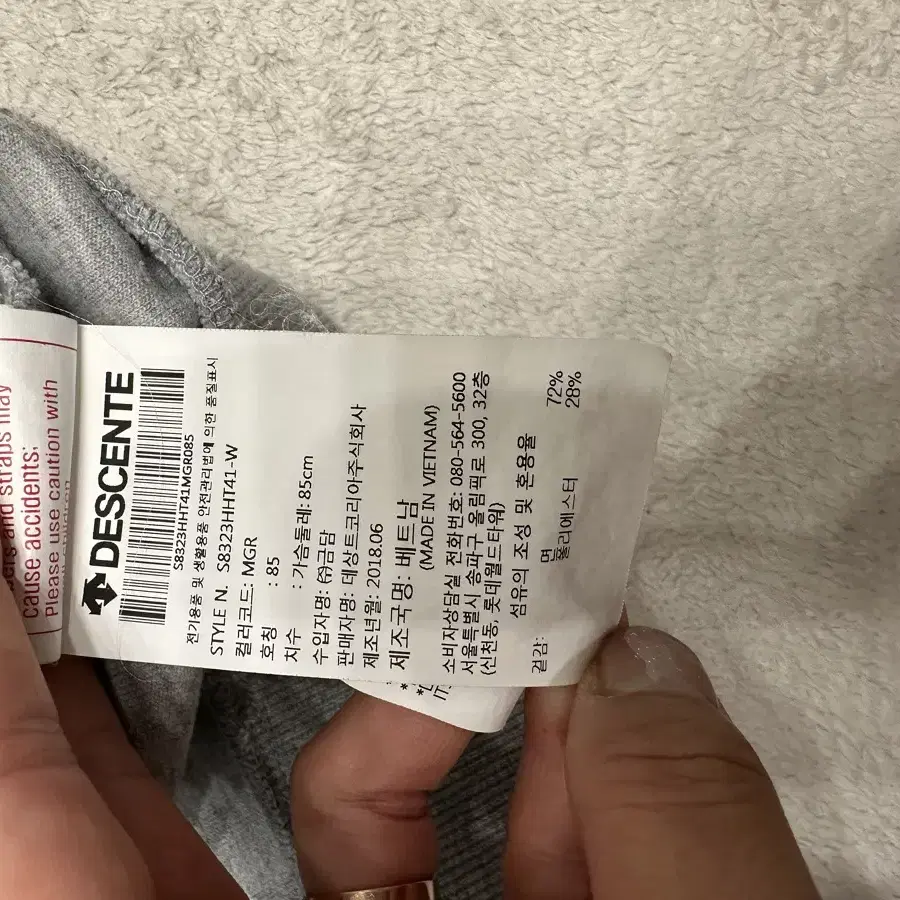 cause accidents;
Please use caution with
DESCENTE
S8323HHT41MGR085
전기용품 및 생활용품 안전관리법에 의한 품질표시
STYLE N. S8323HHT41-W
컬러코드: MGR
호칭 : 85
치수 : 가슴둘레: 85cm
수입자명: ㈜금담
판매자명: 데상트코리아주식회사
제조년월: 2018.06
제조국명: 베트남
(MADE IN VIETNAM)
소비자상담실 전화번호: 080-564-5600
서울특별시 송파구 올림픽로 300, 32층
(신천동, 롯데월드타워)
섬유의 조성 및 혼용율
겉감: 면 72%
폴리에스터 28%